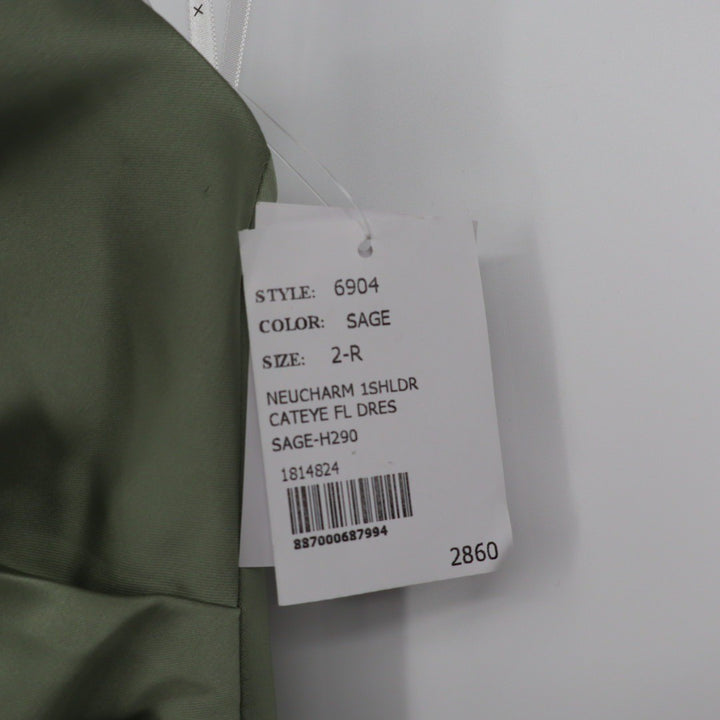 STYLE: 6904
COLOR: SAGE
SIZE: 2-R
NEUCHARM 1SHLDR
CATEYE FL DRES
SAGE-H290
1814824
887000687994
2860